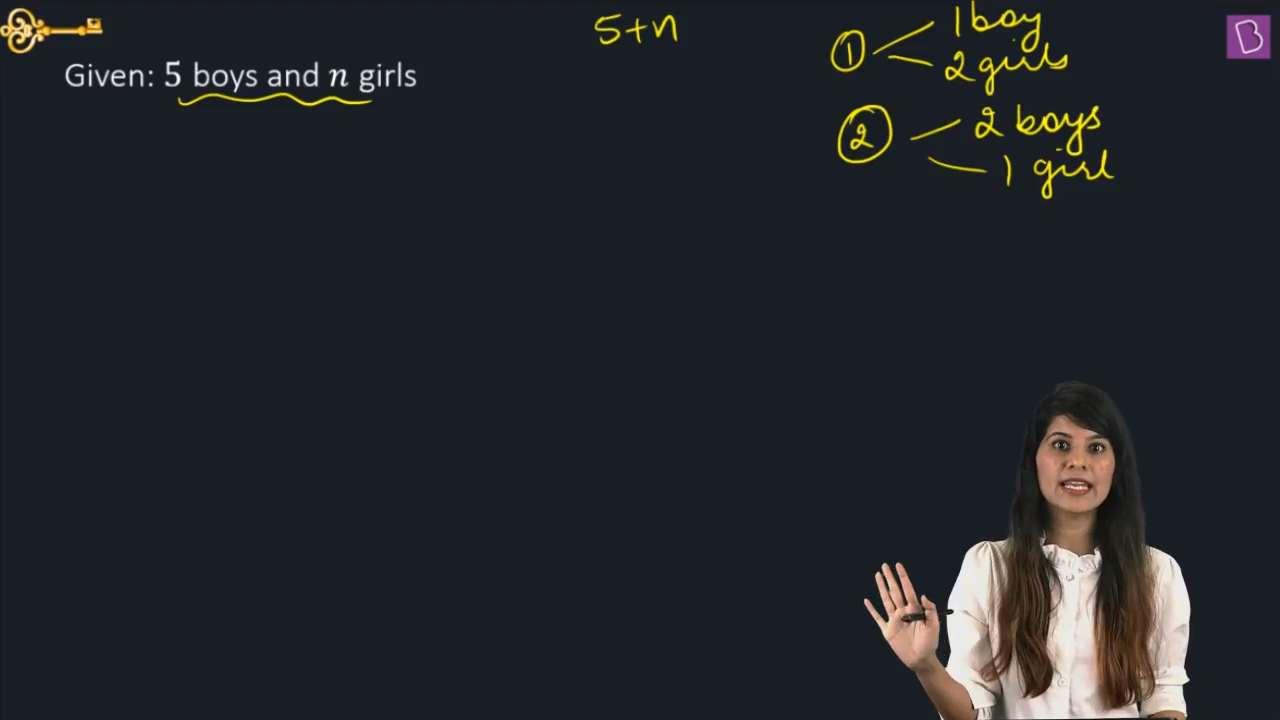 5+n
Given: 5 boys and n girls
1 1 boy
2 girls
2 2 boys
1 girl
B